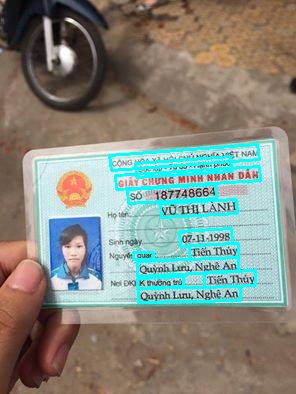 CỘNG HÒA XÃ HỘI CHỦ NGHĨA VIỆT NAM
GIẤY CHỨNG MINH NHÂN DÂN
SỐ 187748664
Họ tên: VŨ THỊ LÀNH
Sinh ngày 07-11-1998
Nguyên quán Tiến Thủy
Quỳnh Lưu, Nghệ An
Nơi ĐKHK thường trú Tiến Thủy
Quỳnh Lưu, Nghệ An